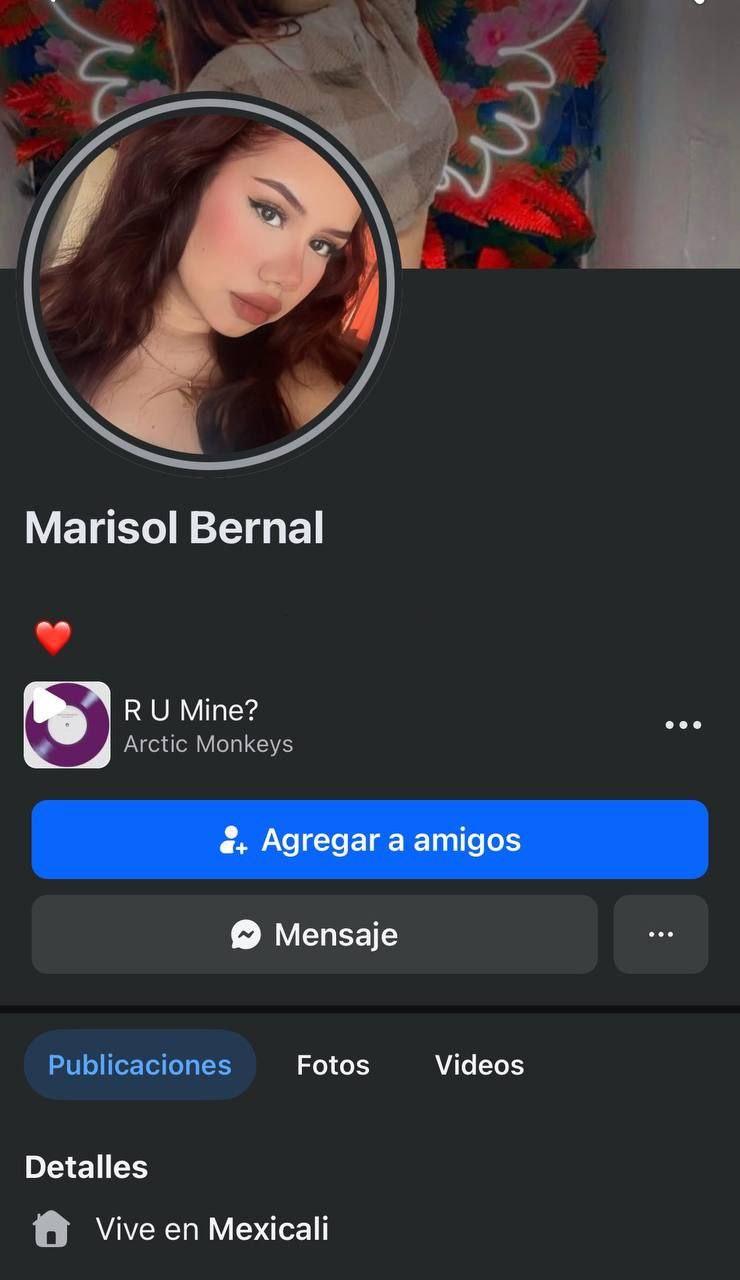 Marisol Bernal
❤️
R U Mine?
Arctic Monkeys
Agregar a amigos
Mensaje
Publicaciones
Fotos
Videos
Detalles
Vive en Mexicali